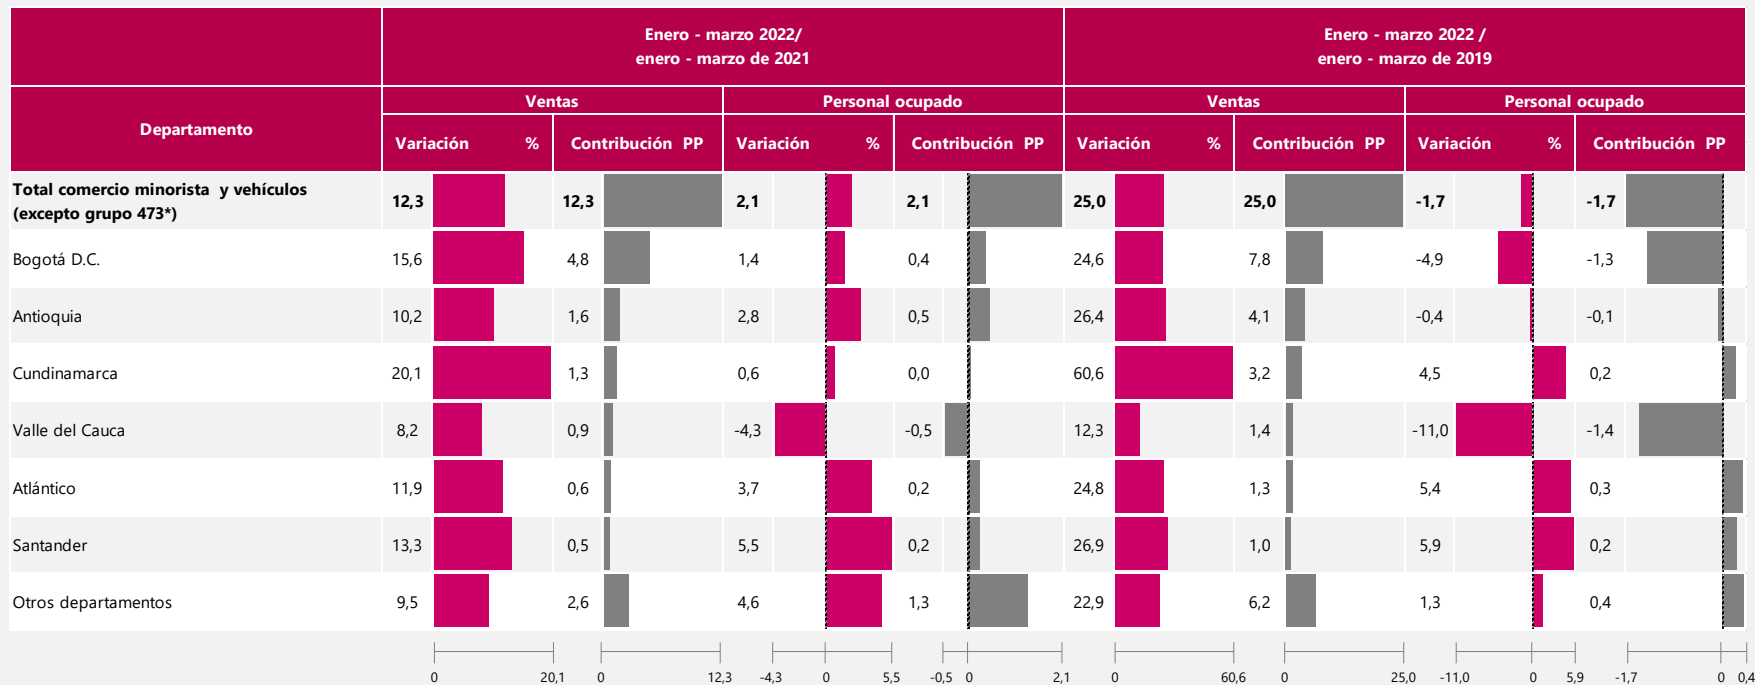 Enero - marzo 2022/
enero - marzo de 2021
Enero - marzo 2022 /
enero - marzo de 2019
Departamento
Ventas
Personal ocupado
Ventas
Personal ocupado
Variación %
Contribución PP
Variación %
Contribución PP
Variación %
Contribución PP
Variación %
Contribución PP
Total comercio minorista y vehículos
(excepto grupo 473*)
12,3 12,3 2,1 2,1 25,0 25,0 -1,7 -1,7
Bogotá D.C. 15,6 4,8 1,4 0,4 24,6 7,8 -4,9 -1,3
Antioquia 10,2 1,6 2,8 0,5 26,4 4,1 -0,4 -0,1
Cundinamarca 20,1 1,3 0,6 0,0 60,6 3,2 4,5 0,2
Valle del Cauca 8,2 0,9 -4,3 -0,5 12,3 1,4 -11,0 -1,4
Atlántico 11,9 0,6 3,7 0,2 24,8 1,3 5,4 0,3
Santander 13,3 0,5 5,5 0,2 26,9 1,0 5,9 0,2
Otros departamentos 9,5 2,6 4,6 1,3 22,9 6,2 1,3 0,4
0 20,1 0 12,3 -4,3 0 5,5 -0,5 0 2,1 0 60,6 0 25,0 -11,0 0 5,9 -1,7 0 0,4